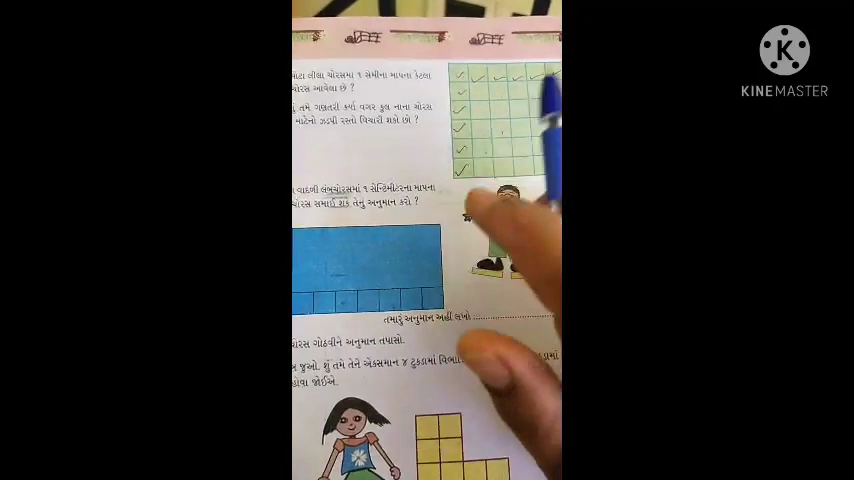 મોટા લીલા ચોરસમા ૧ સેમીના માપના કેટલા
ચોરસ આવેલા છે ?
તમે ગણતરી કર્યા વગર કુલ નાના ચોરસ
માટેનો ઝડપી રસ્તો વિચારી શકો છો ?
વાદળી લંબચોરસમાં ૧ સેન્ટિમીટરના માપના
ચોરસ સમાઈ શકે તેનું અનુમાન કરો ?
તમારું અનુમાન અહીં લખો ..................
ચોરસ ગોઠવીને અનુમાન તપાસો.
જુઓ. શું તમે તેને એકસમાન ૪ ટુકડામાં
હોવા જોઈએ.
K
KINEMASTER